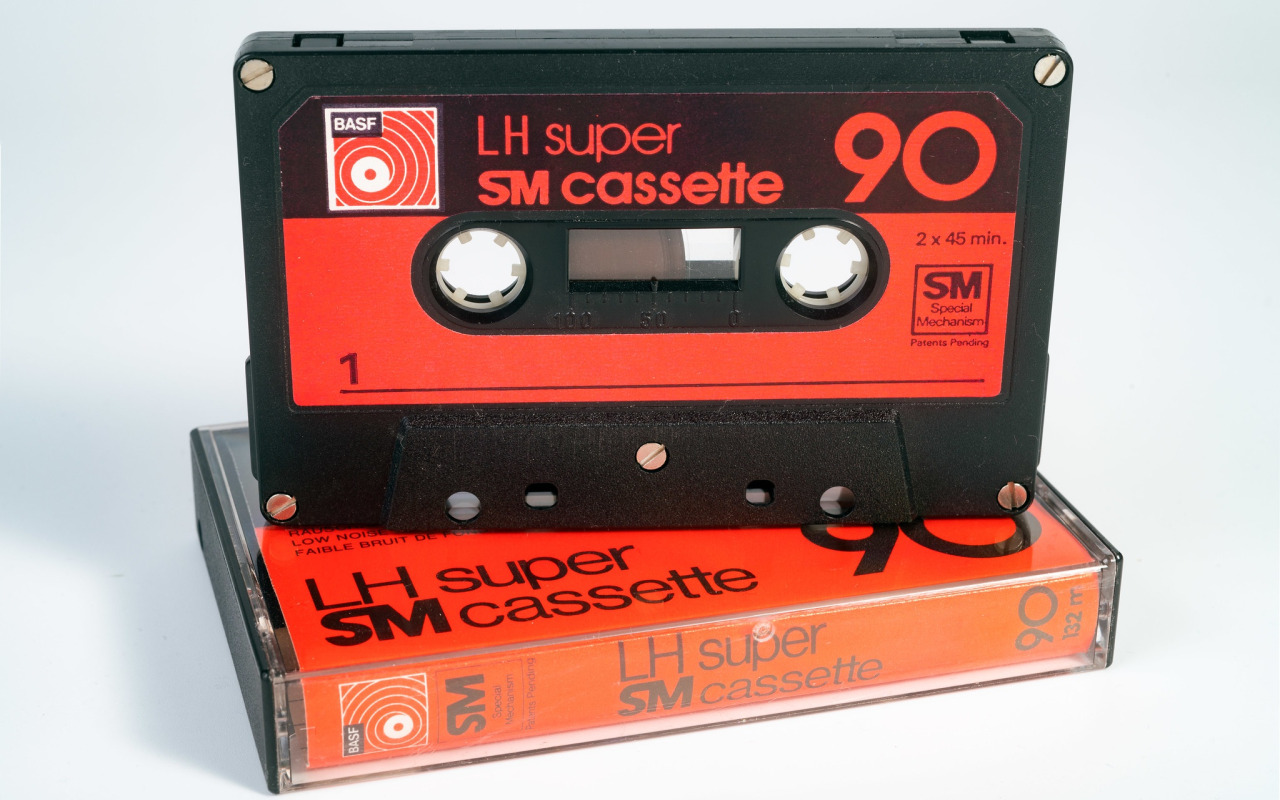 BASF
LH super
SM cassette
90
2 x 45 min.
SM
Special
Mechanism
Patents Pending
100 50 0
1
LOW NOISE
FAIBLE BRUIT DE
90
LH super
SM cassette
BASF
SM
Special
Mechanism
Patents Pending
LH super
SM cassette
90
132 m